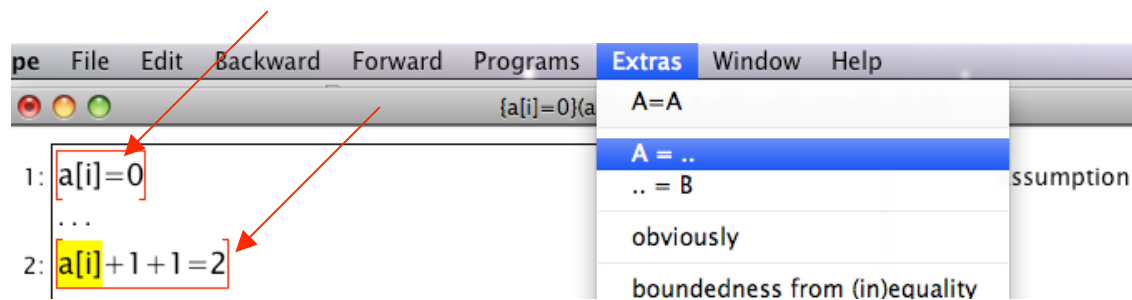 pe File Edit Backward Forward Programs Extras Window Help
{a[i]=0}(a
A=A
A = ..
.. = B
obviously
boundedness from (in)equality
1: a[i]=0
ssumption
...
2: a[i]+1+1=2